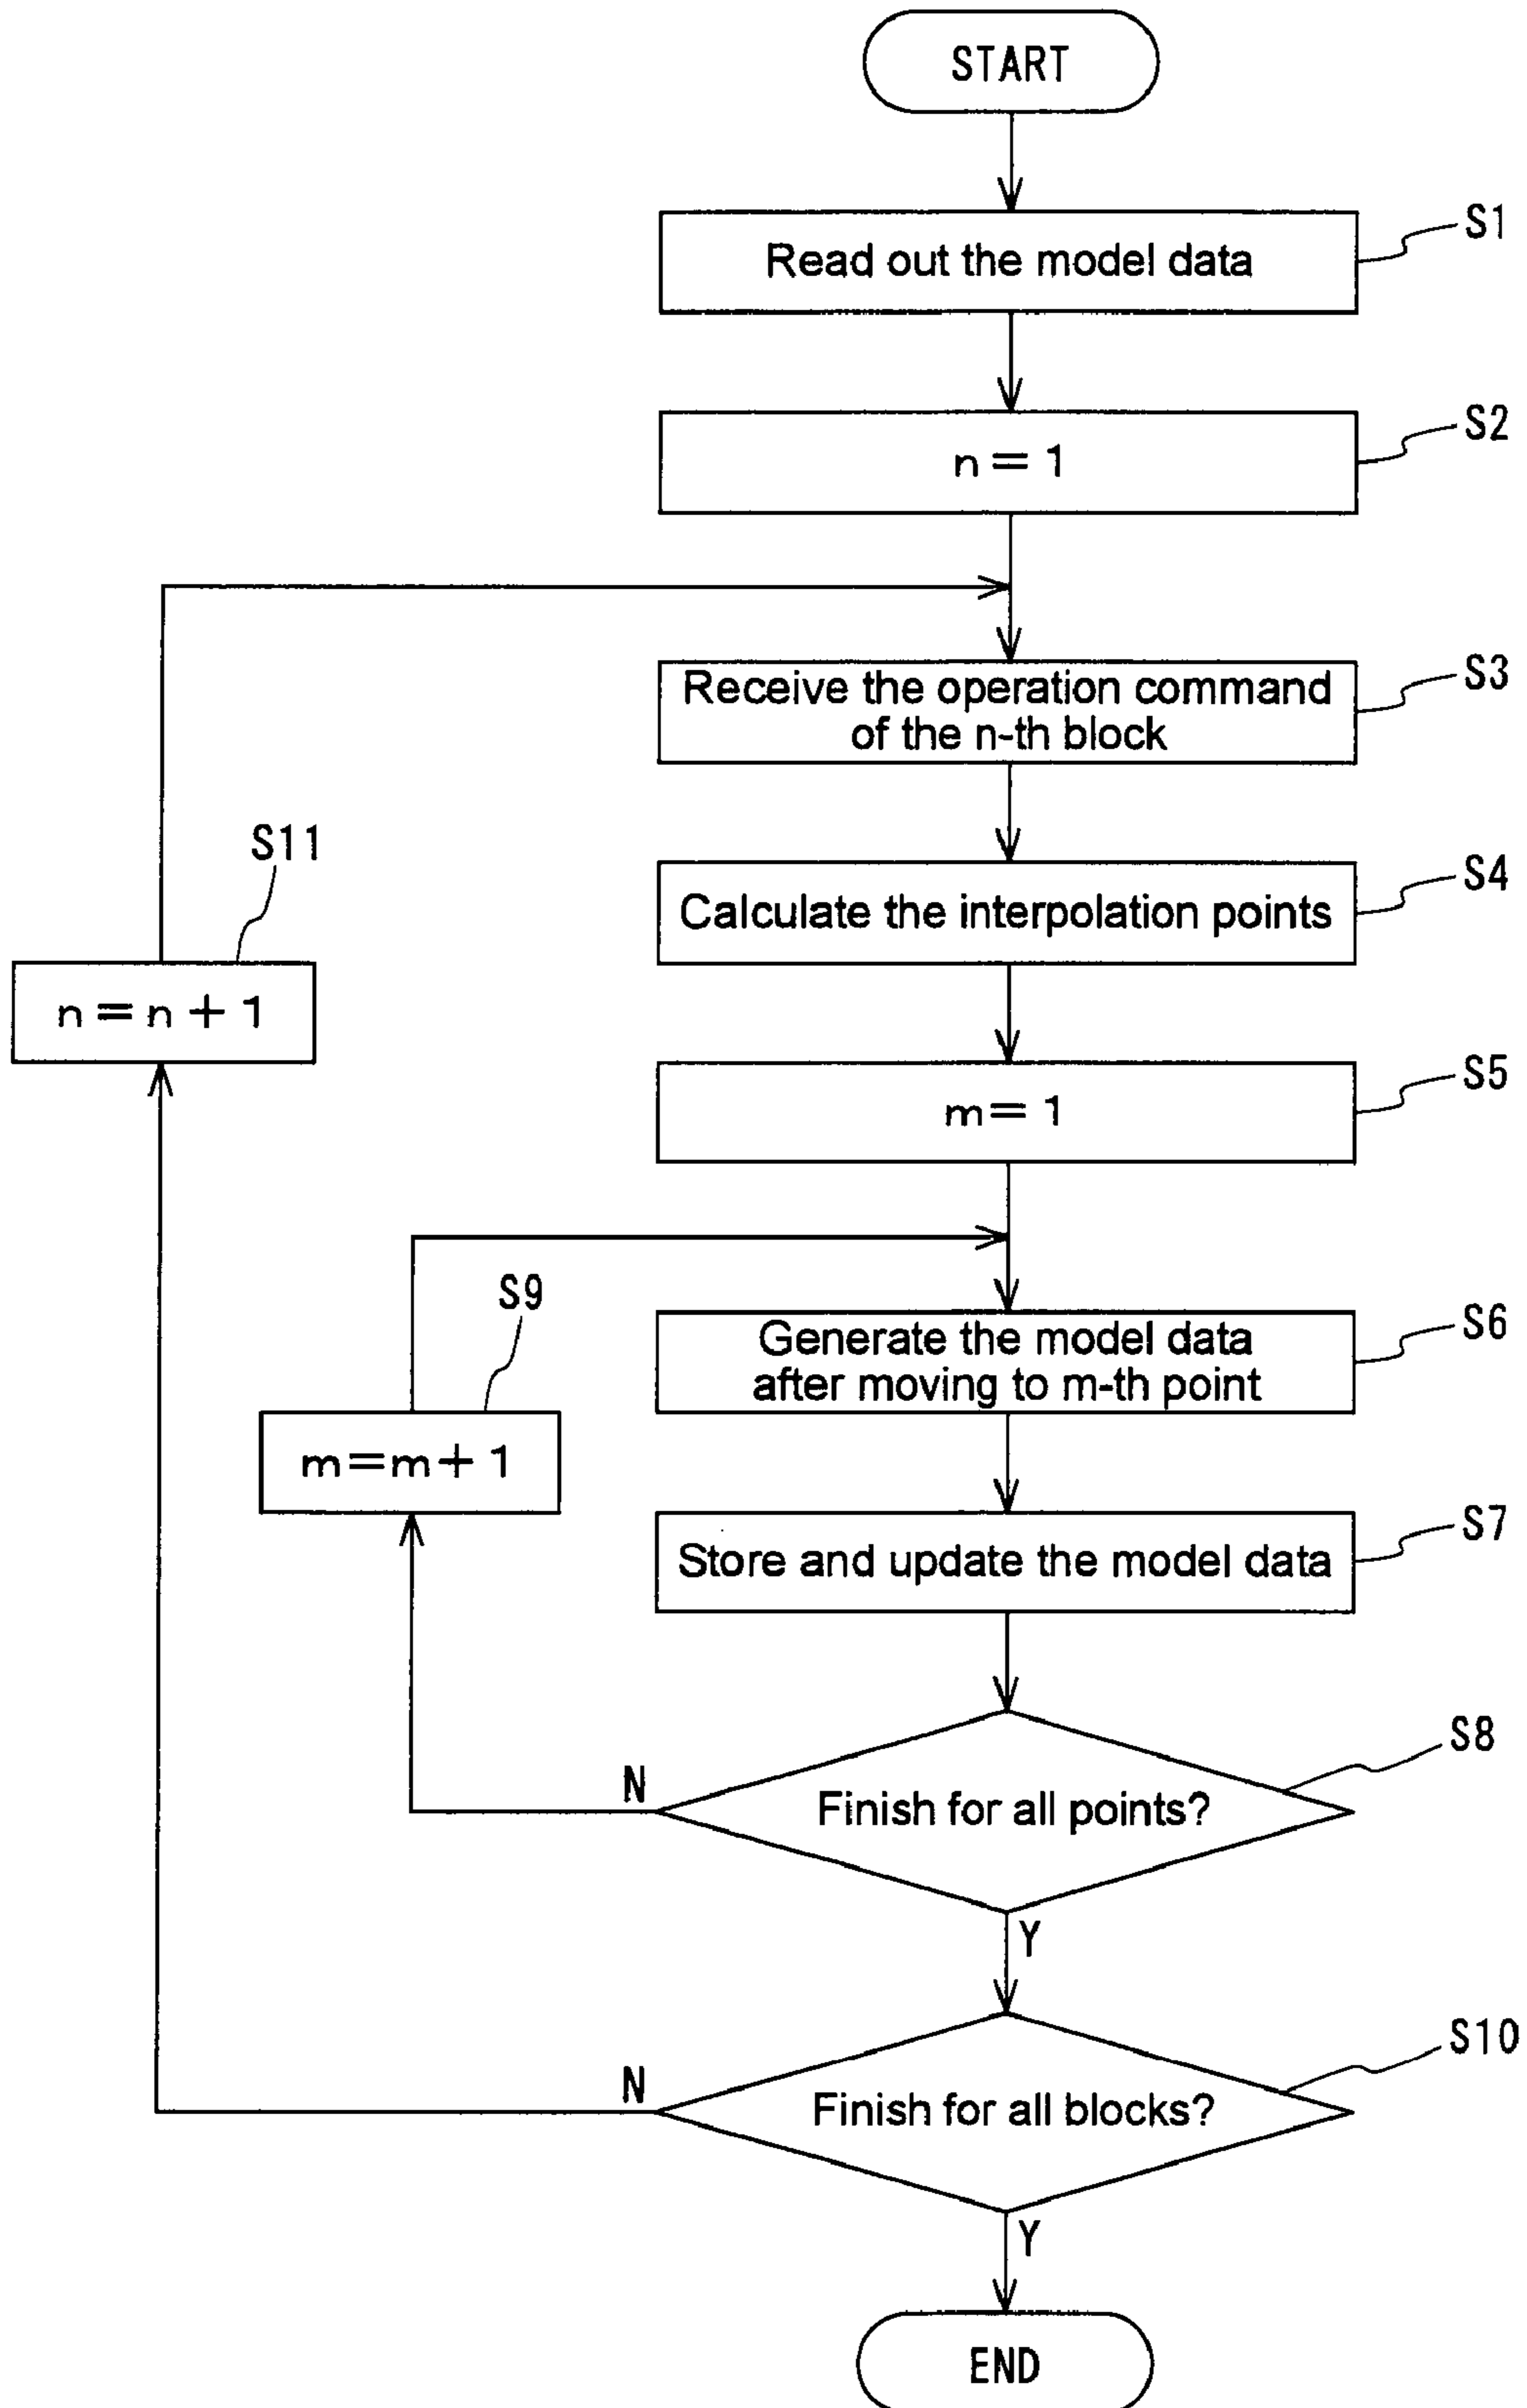 START
S1
Read out the model data
S2
n = 1
S3
Receive the operation command
of the n-th block
S11
S4
Calculate the interpolation points
n = n + 1
S5
m = 1
S9
S6
Generate the model data
after moving to m-th point
m = m + 1
S7
Store and update the model data
S8
N
Finish for all points?
Y
S10
N
Finish for all blocks?
Y
END